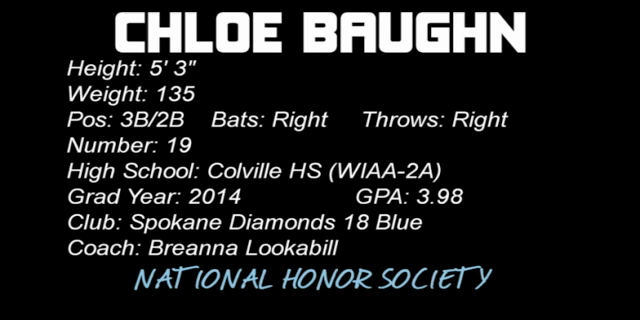 CHLOE BAUGHN
Height: 5' 3"
Weight: 135
Pos: 3B/2B Bats: Right Throws: Right
Number: 19
High School: Colville HS (WIAA-2A)
Grad Year: 2014 GPA: 3.98
Club: Spokane Diamonds 18 Blue
Coach: Breanna Lookabill
NATIONAL HONOR SOCIETY